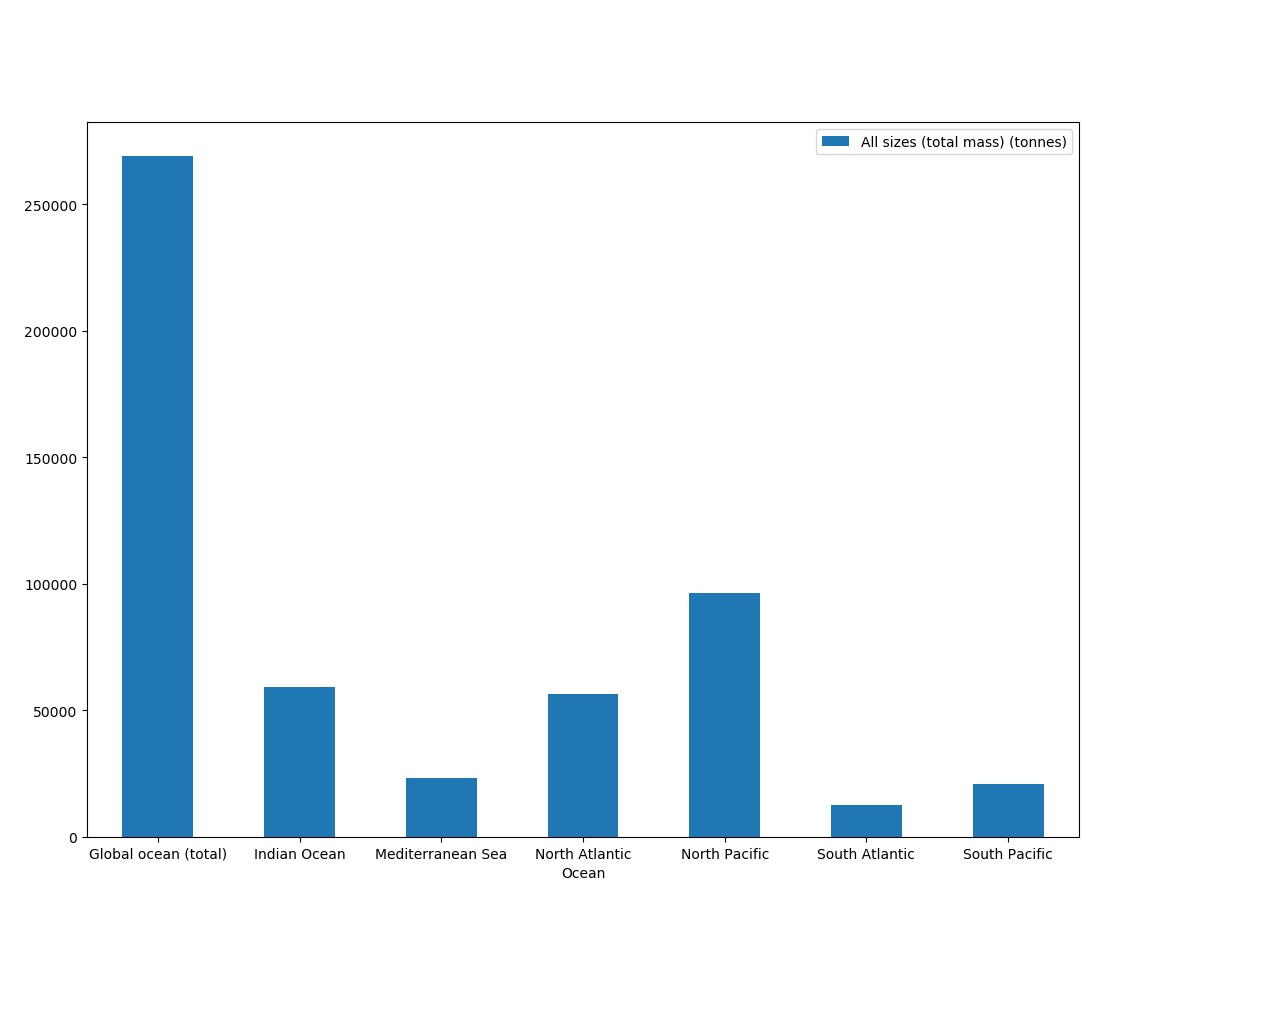 All sizes (total mass) (tonnes)
250000
200000
150000
100000
50000
0
Global ocean (total) Indian Ocean Mediterranean Sea North Atlantic North Pacific South Atlantic South Pacific
Ocean